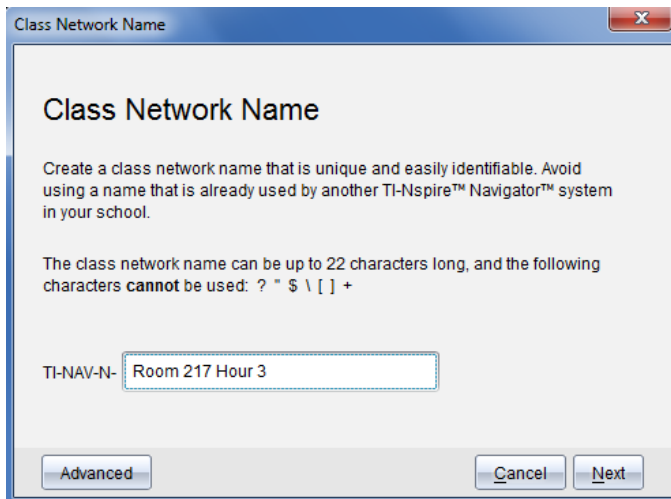 Class Network Name
Class Network Name
Create a class network name that is unique and easily identifiable. Avoid
using a name that is already used by another TI-Nspire™ Navigator™ system
in your school.
The class network name can be up to 22 characters long, and the following
characters cannot be used: ? " $ \ [ ] +
TI-NAV-N- Room 217 Hour 3
Advanced Cancel Next